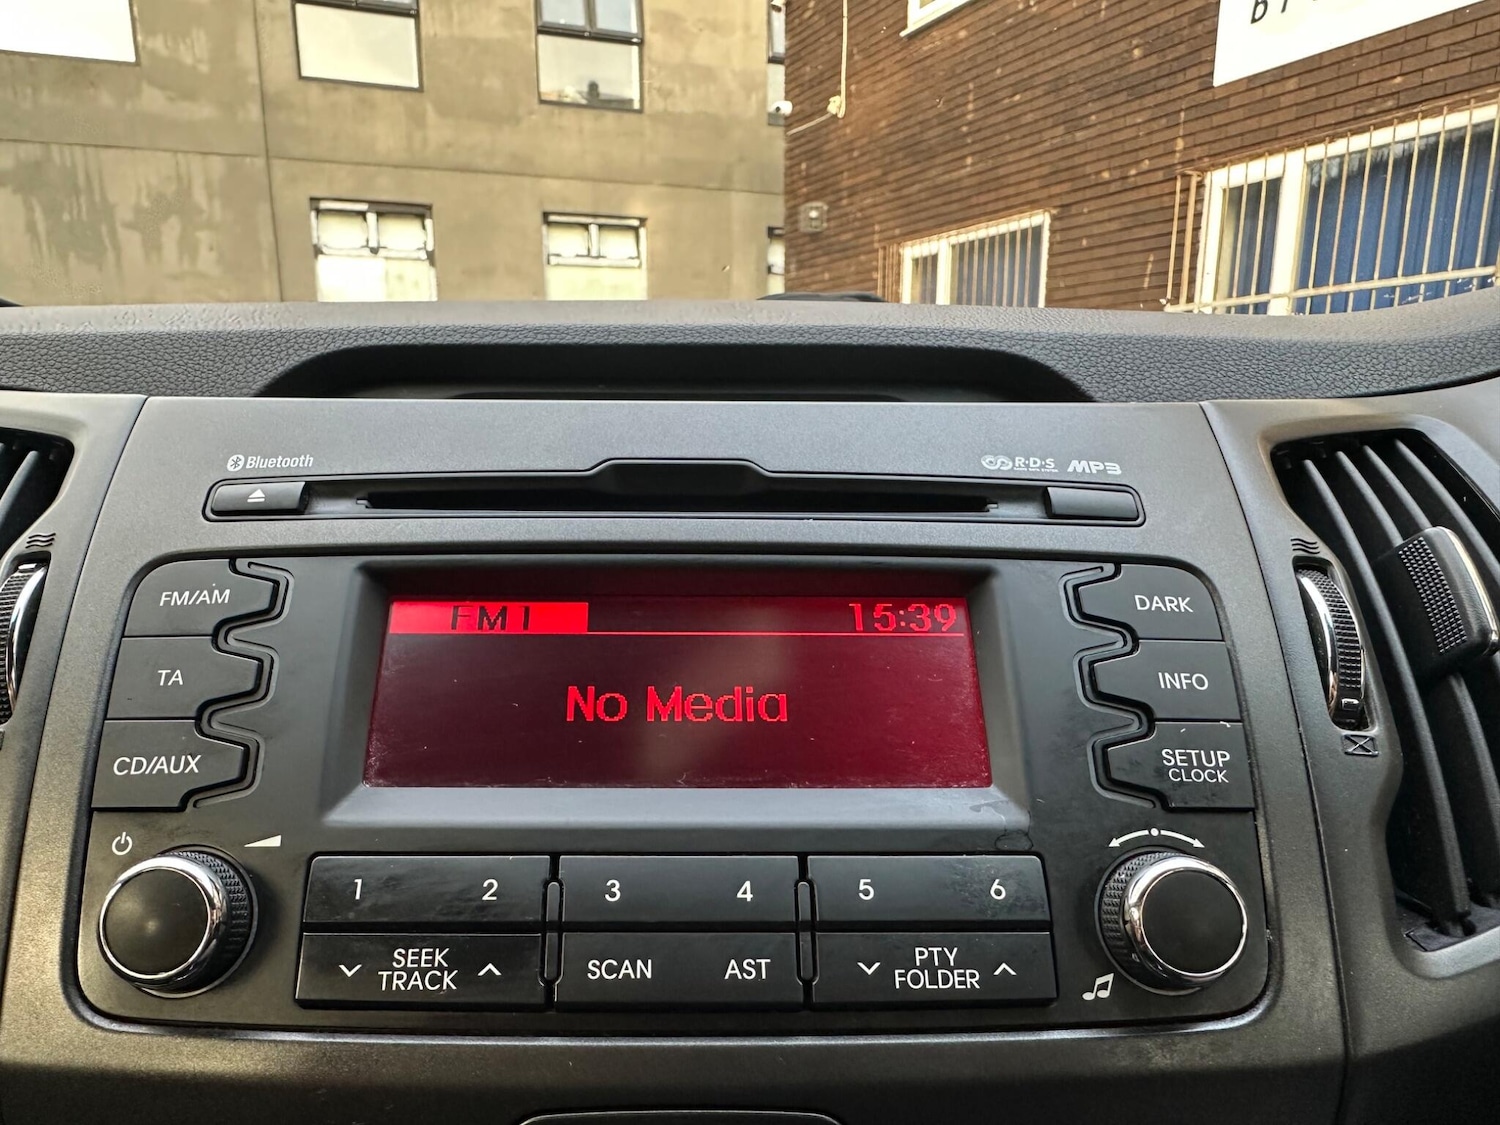 Bluetooth
R·D·S MP3
FM/AM
TA
CD/AUX
FM1 15:39
No Media
DARK
INFO
SETUP
CLOCK
1 2 3 4 5 6
SEEK
TRACK
SCAN AST
PTY
FOLDER